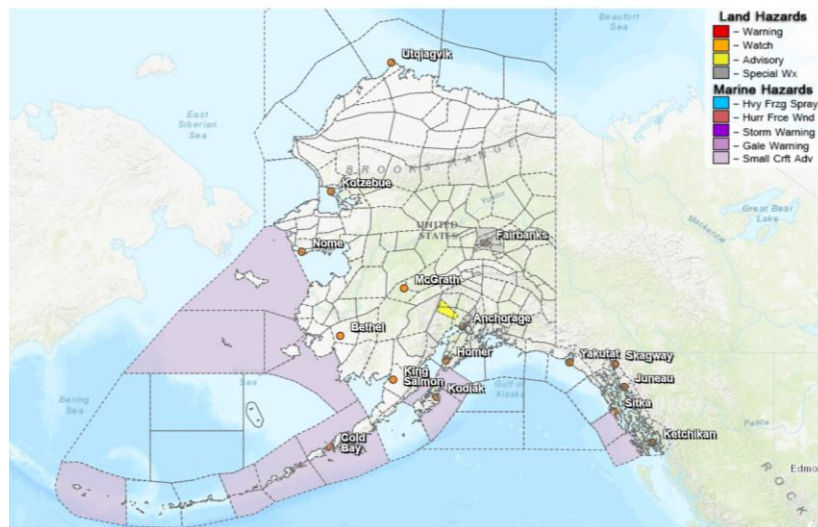 Beaufort
Sea
Land Hazards
- Warning
- Watch
- Advisory
- Special Wx
Marine Hazards
- Hvy Frzg Spray
- Hurr Frce Wnd
- Storm Warning
- Gale Warning
- Small Crft Adv
Utqiagvik
East
Siberian
Sea
BROOKS RANGE
Kotzebue
Yukon
Great Bear
Lake
Mackenzie
UNITED
STATES
Fairbanks
Nome
McGrath
Anchorage
Bethel
Homer
Yakutat
Skagway
King
Salmon
Kodiak
Gulf of
Alaska
Juneau
Bering
Sea
Sea
Sitka
Cold
Bay
Ketchikan
Peace
Edmo
ROCK